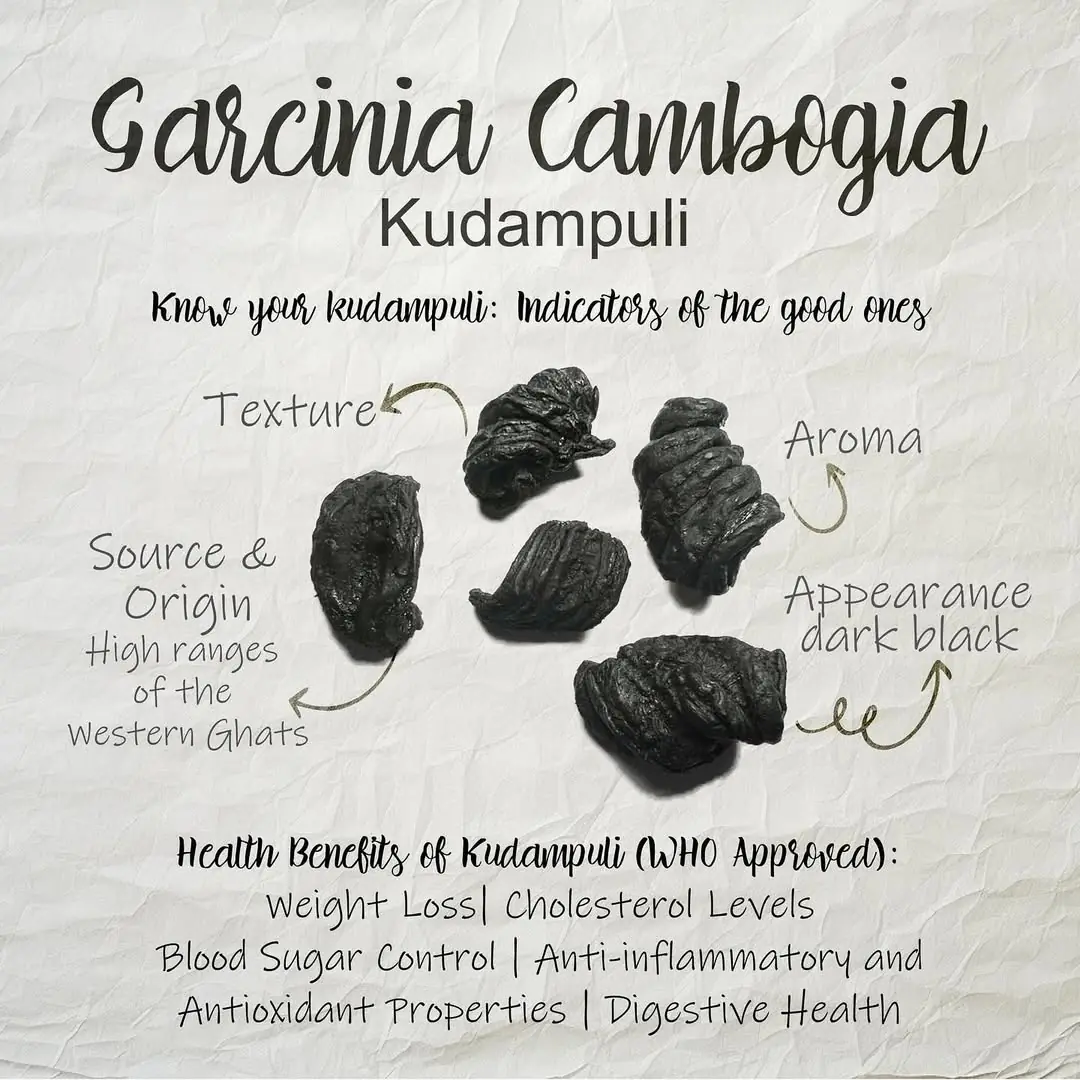 Garcinia Cambogia
Kudampuli
Know your kudampuli: Indicators of the good ones
Texture
Aroma
Source &
Origin
High ranges
of the
Western Ghats
Appearance
dark black
Health Benefits of Kudampuli (WHO Approved):
Weight Loss| Cholesterol Levels
Blood Sugar Control | Anti-inflammatory and
Antioxidant Properties | Digestive Health